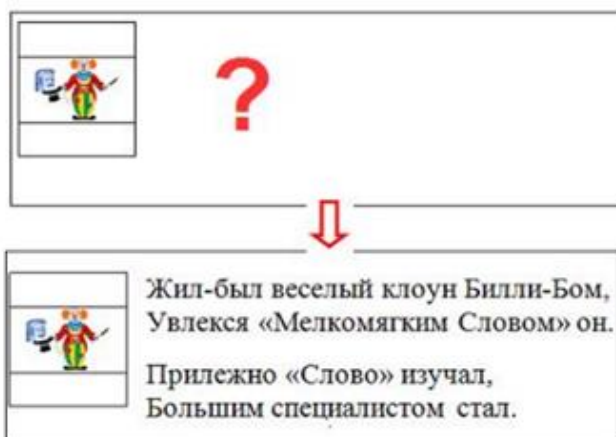 ?
Жил-был веселый клоун Билли-Бом,
Увлекся «Мелкомягким Словом» он.
Прилежно «Слово» изучал,
Большим специалистом стал.